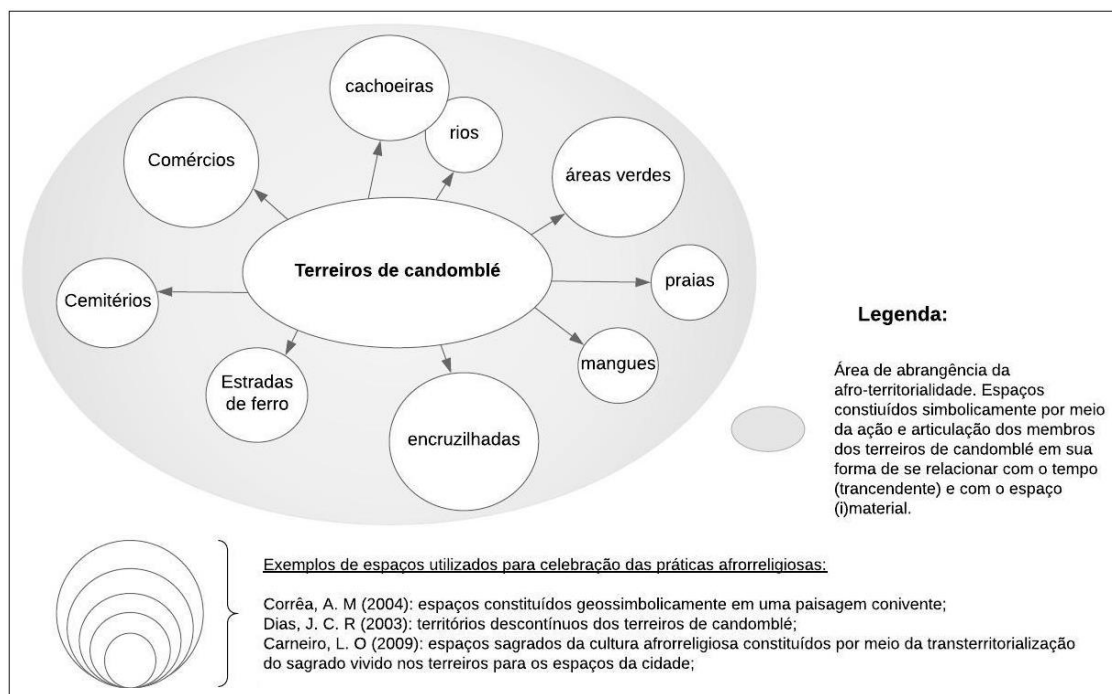 cachoeiras
rios
Comércios
áreas verdes
Terreiros de candomblé
praias
Cemitérios
mangues
Estradas
de ferro
encruzilhadas
Legenda:
Área de abrangência da
afro-territorialidade. Espaços
constiuídos simbolicamente por meio
da ação e articulação dos membros
dos terreiros de candomblé em sua
forma de se relacionar com o tempo
(trancendente) e com o espaço
(i)material.
Exemplos de espaços utilizados para celebração das práticas afrorreligiosas:
Corrêa, A. M (2004): espaços constituídos geossimbolicamente em uma paisagem conivente;
Dias, J. C. R (2003): territórios descontínuos dos terreiros de candomblé;
Carneiro, L. O (2009): espaços sagrados da cultura afrorreligiosa constituídos por meio da transterritorialização
do sagrado vivido nos terreiros para os espaços da cidade;